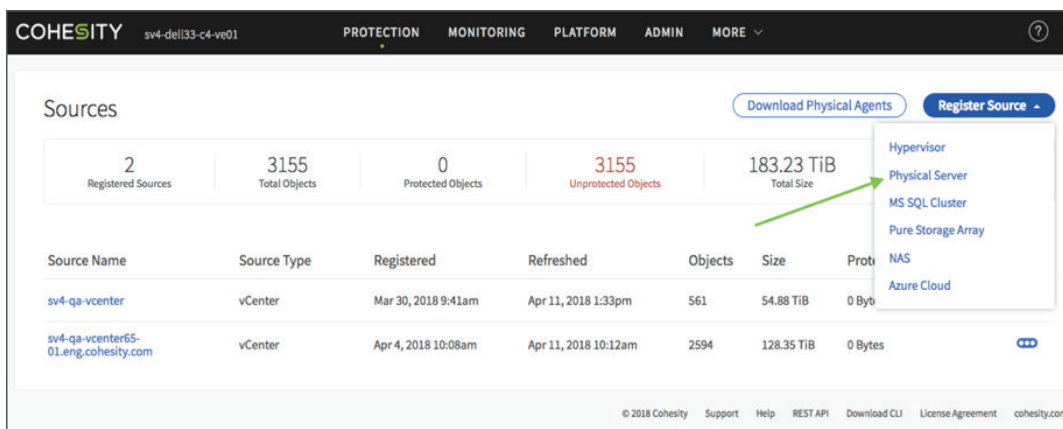 COHESITY sv4-dell33-c4-ve01 PROTECTION MONITORING PLATFORM ADMIN MORE ?
Sources Download Physical Agents Register Source
2 3155 0 3155 183.23 TiB
Registered Sources Total Objects Protected Objects Unprotected Objects Total Size
Hypervisor
Physical Server
MS SQL Cluster
Pure Storage Array
NAS
Azure Cloud
Source Name Source Type Registered Refreshed Objects Size
sv4-qa-vcenter vCenter Mar 30, 2018 9:41am Apr 11, 2018 1:33pm 561 54.88 TiB 0
sv4-qa-vcenter65-
01.eng.cohesity.com vCenter Apr 4, 2018 10:08am Apr 11, 2018 10:12am 2594 128.35 TiB 0 Bytes
© 2018 Cohesity Support Help REST API Download CLI License Agreement